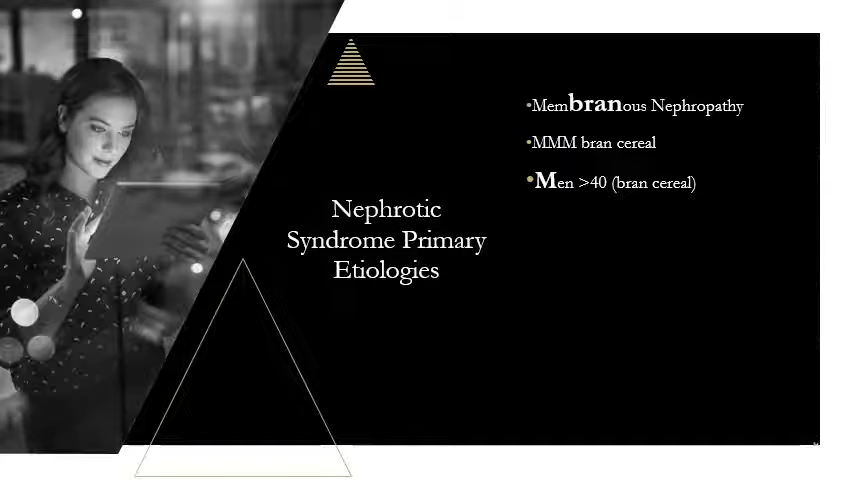 Nephrotic
Syndrome Primary
Etiologies
•Membranous Nephropathy
•MMM bran cereal
•Men >40 (bran cereal)